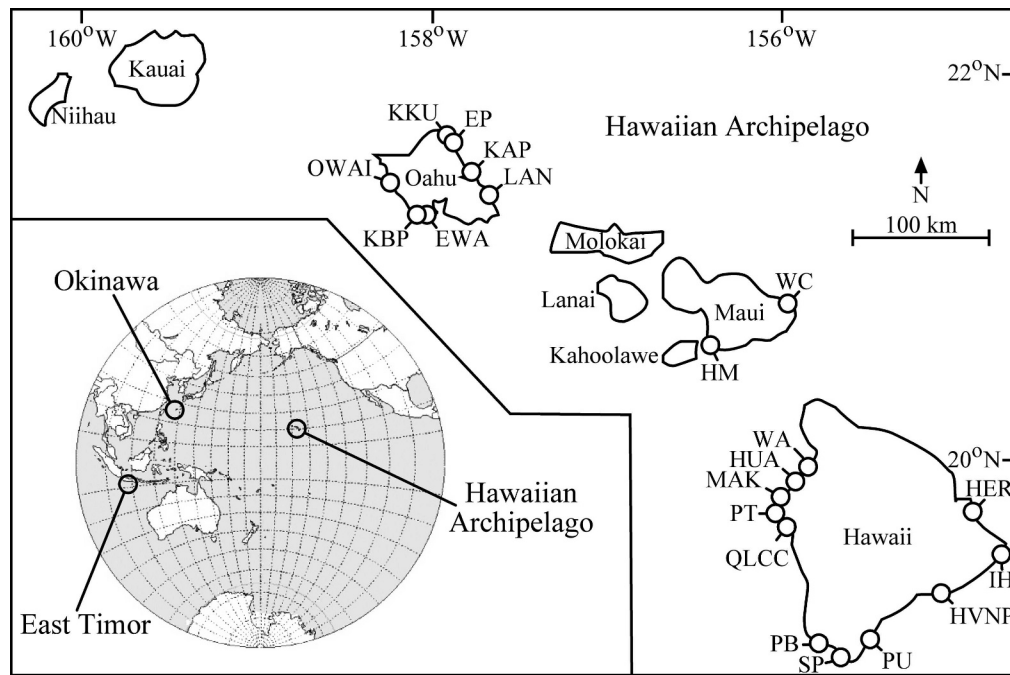 160°W
158°W
156°W
22°N
Kauai
Niihau
KKU
EP
KAP
OWAI
Oahu
LAN
KBP
EWA
Hawaiian Archipelago
N
100 km
Molokai
Lanai
Maui
WC
Kahoolawe
HM
Okinawa
Hawaiian
Archipelago
East Timor
WA
HUA
MAK
PT
QLCC
20°N
HER
Hawaii
IH
HVNP
PB
SP
PU